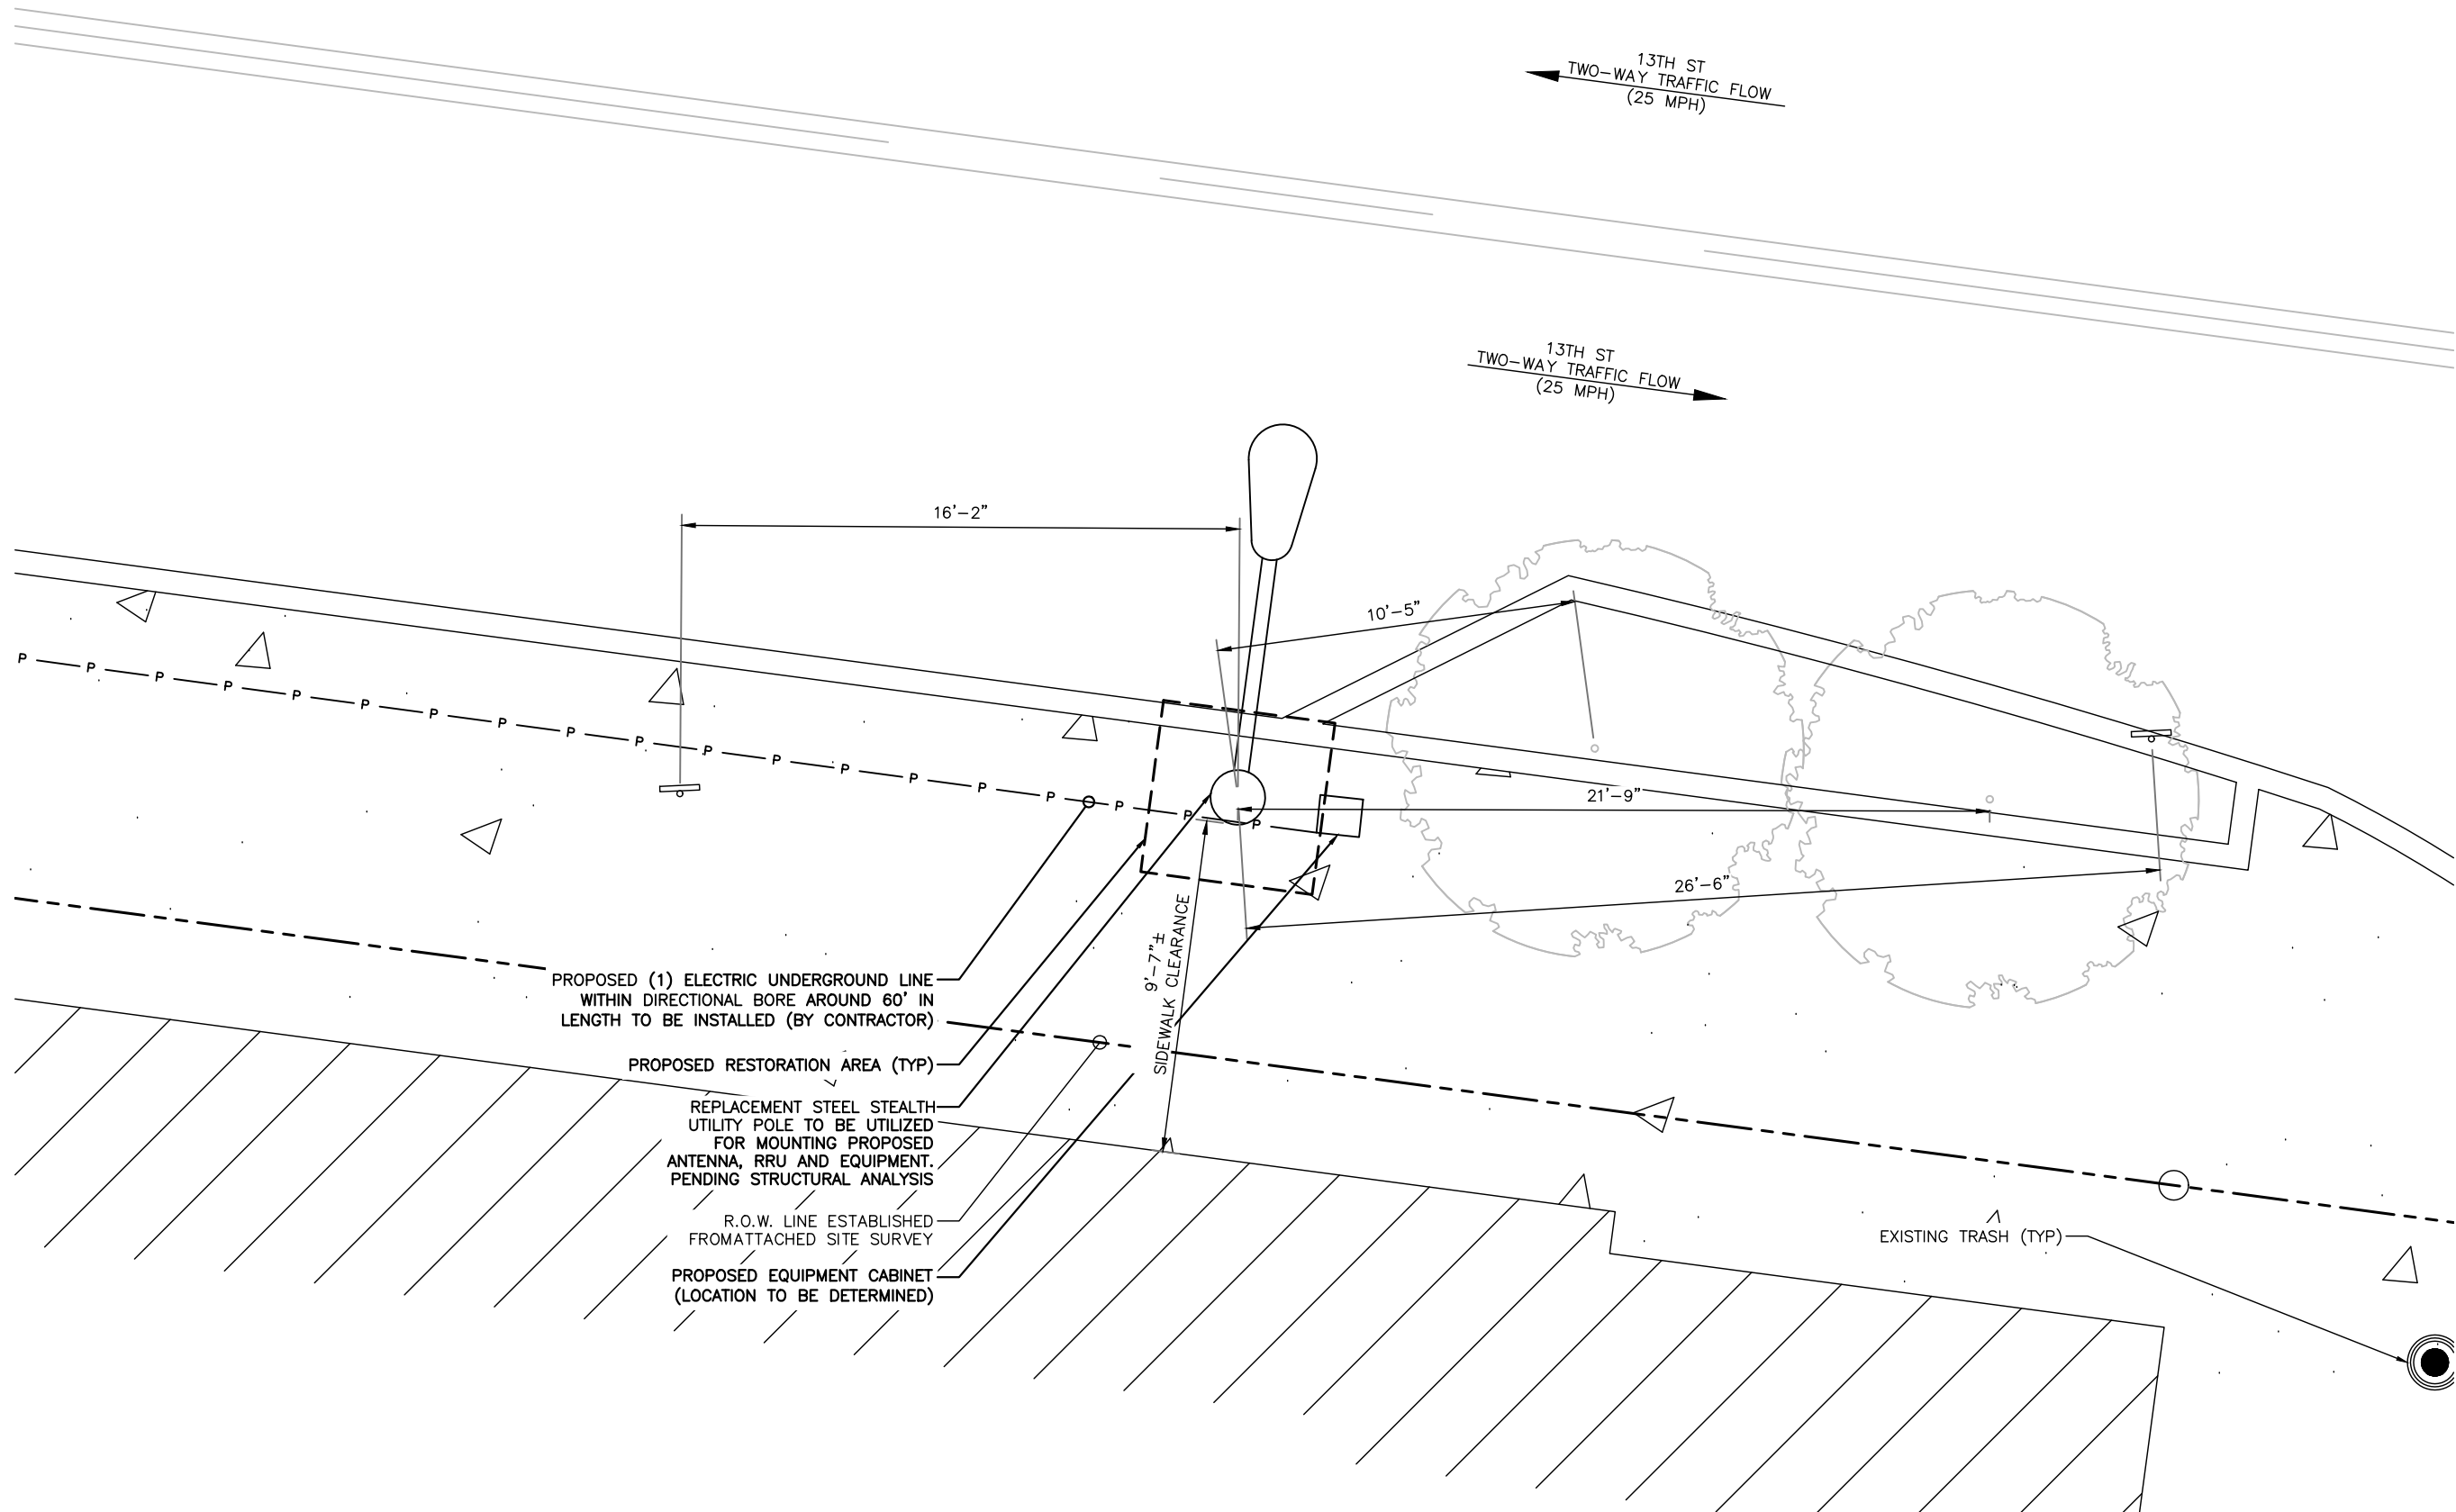 13TH ST
TWO-WAY TRAFFIC FLOW
(25 MPH)
13TH ST
TWO-WAY TRAFFIC FLOW
(25 MPH)
16'-2"
10'-5"
21'-9"
26'-6"
9'-7"±
SIDEWALK CLEARANCE
P P P P P P P P P P P P P P P P P P P
PROPOSED (1) ELECTRIC UNDERGROUND LINE
WITHIN DIRECTIONAL BORE AROUND 60' IN
LENGTH TO BE INSTALLED (BY CONTRACTOR)
PROPOSED RESTORATION AREA (TYP)
REPLACEMENT STEEL STEALTH
UTILITY POLE TO BE UTILIZED
FOR MOUNTING PROPOSED
ANTENNA, RRU AND EQUIPMENT.
PENDING STRUCTURAL ANALYSIS
R.O.W. LINE ESTABLISHED
FROMATTACHED SITE SURVEY
PROPOSED EQUIPMENT CABINET
(LOCATION TO BE DETERMINED)
EXISTING TRASH (TYP)